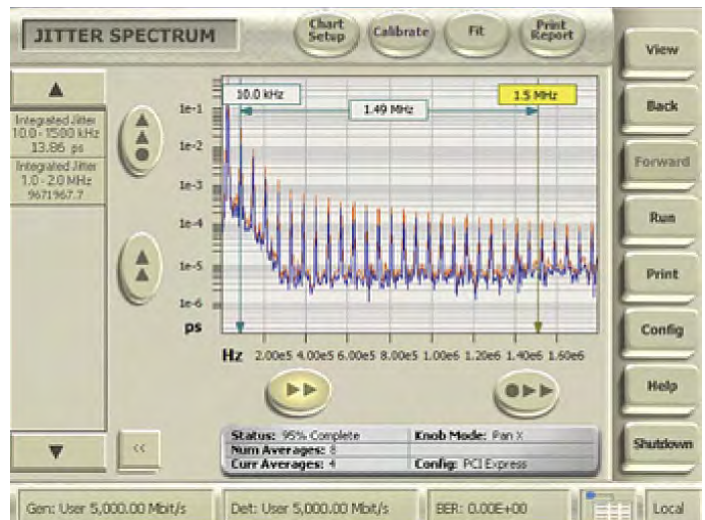 JITTER SPECTRUM
Chart Setup
Calibrate
Fit
Print Report
View
Back
Forward
Run
Print
Config
Help
Shutdown
Integrated Jitter
10.0 - 1500 kHz
13.86 ps
Integrated Jitter
1.0 - 2.0 MHz
9671967.7
10.0 kHz
1.49 MHz
1.5 MHz
1e-1
1e-2
1e-3
1e-4
1e-5
1e-6
ps
Hz 2.00e5 4.00e5 6.00e5 8.00e5 1.00e6 1.20e6 1.40e6 1.60e6
<<
Status: 95% Complete Knob Mode: Pan X
Num Averages: 8
Curr Averages: 4 Config: PCI Express
Gen: User 5,000.00 Mbit/s Det: User 5,000.00 Mbit/s BER: 0.00E+00 Local